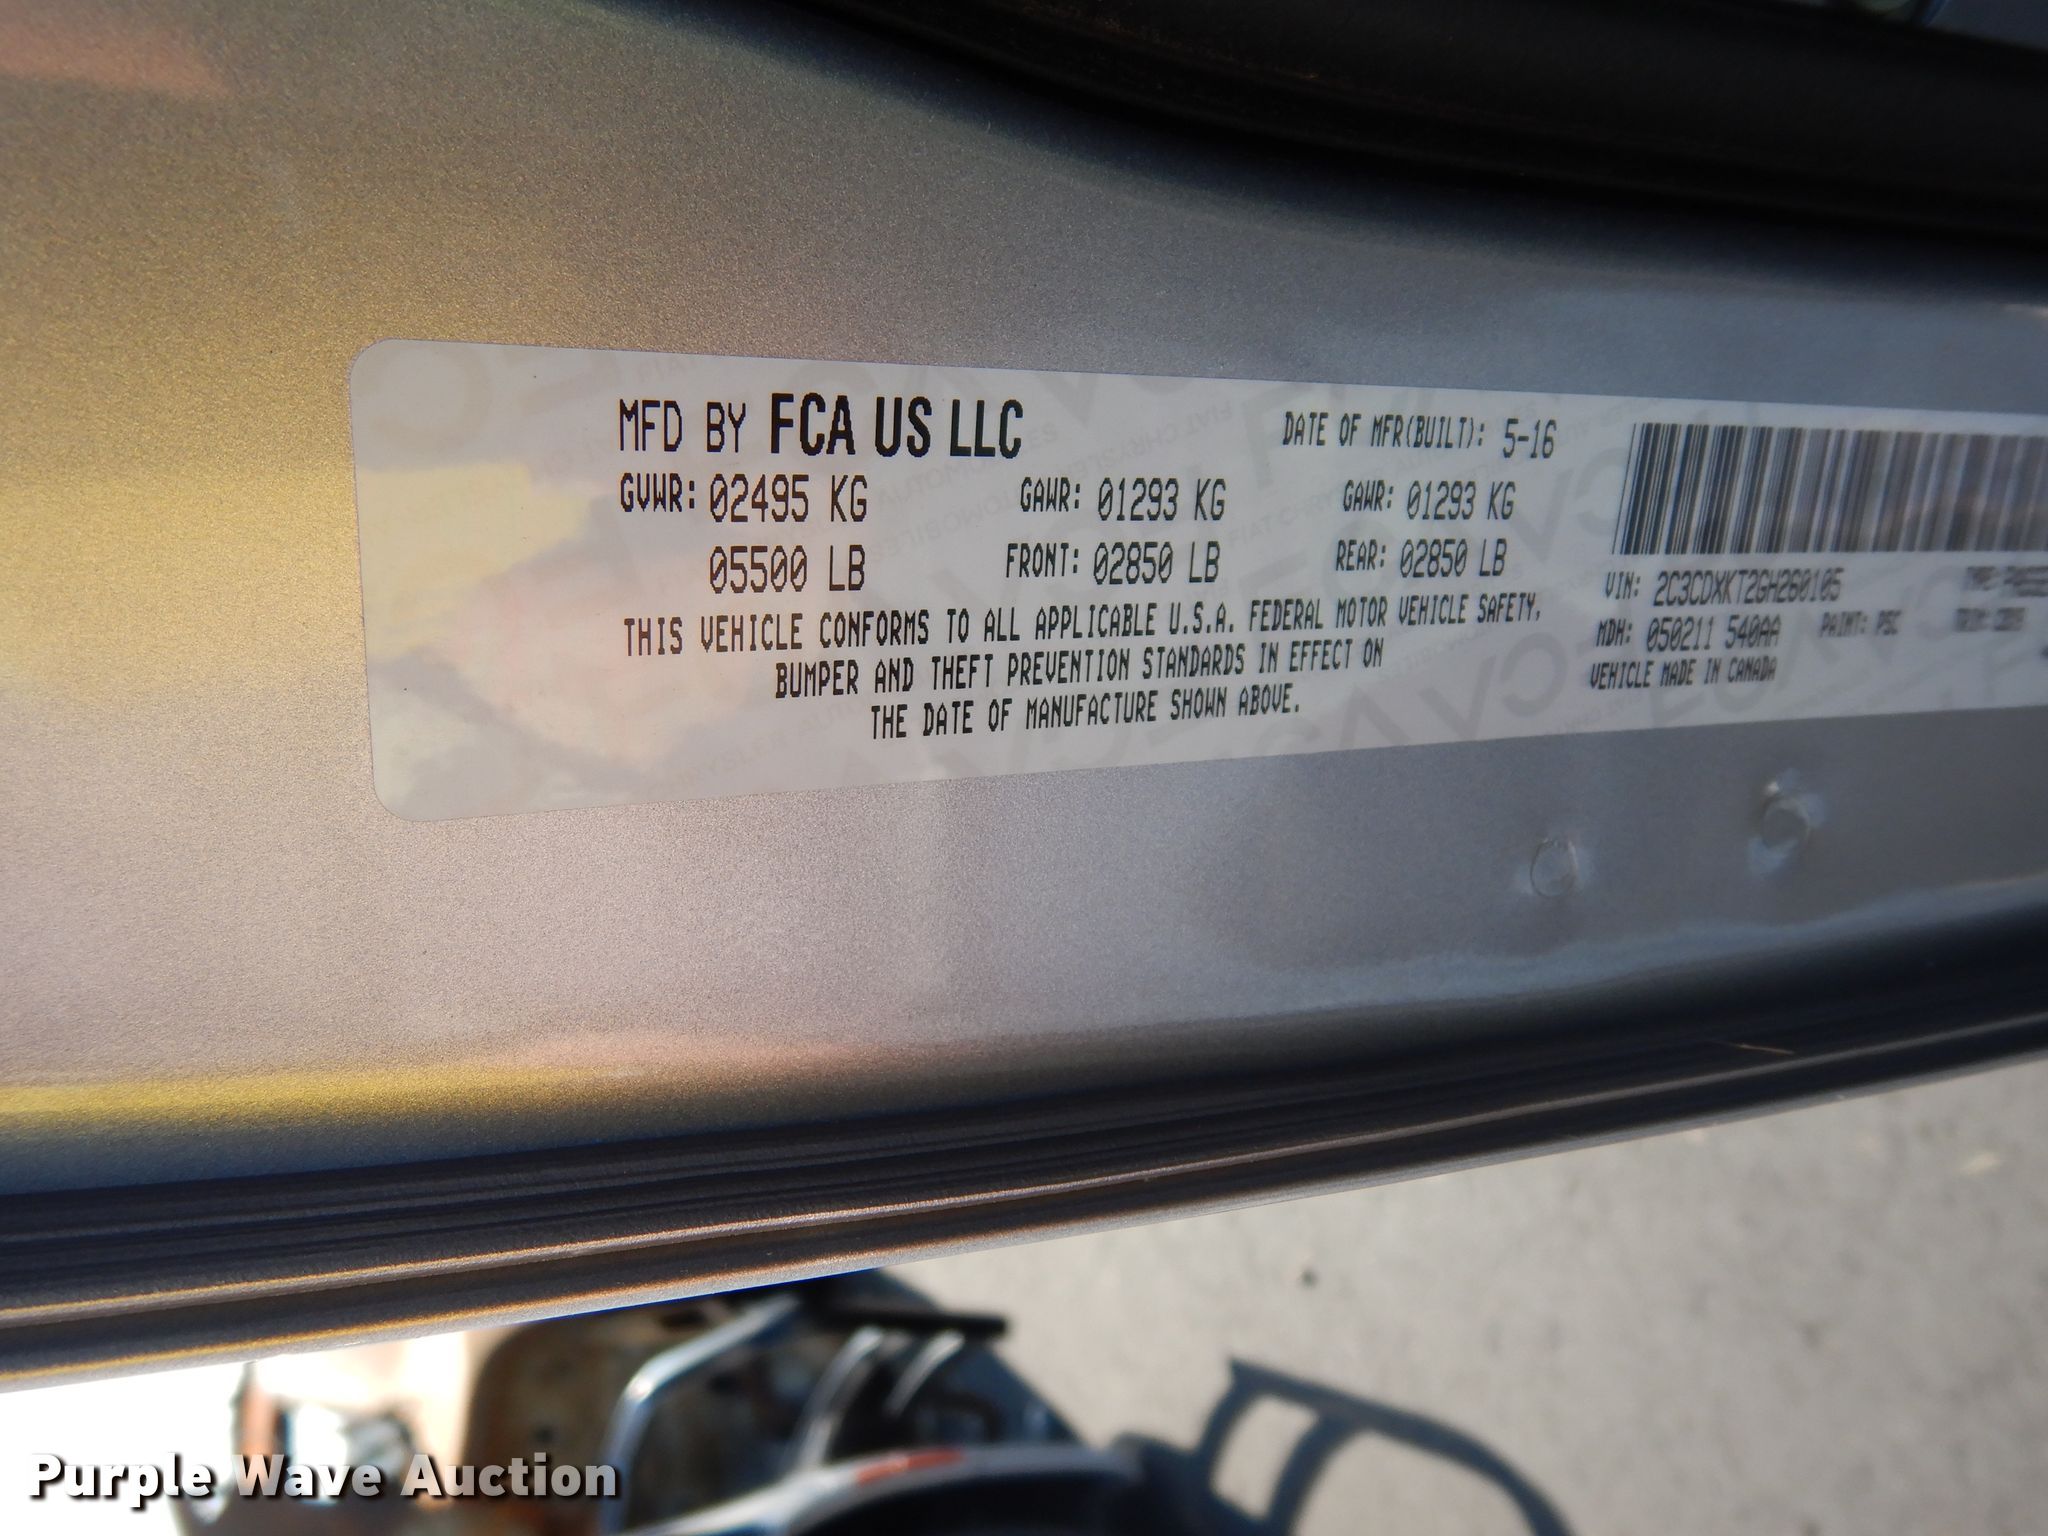 MFD BY FCA US LLC DATE OF MFR(BUILT): 5-16
GVWR: 02495 KG GAWR: 01293 KG GAWR: 01293 KG
05500 LB FRONT: 02850 LB REAR: 02850 LB
THIS VEHICLE CONFORMS TO ALL APPLICABLE U.S.A. FEDERAL MOTOR VEHICLE SAFETY,
BUMPER AND THEFT PREVENTION STANDARDS IN EFFECT ON
THE DATE OF MANUFACTURE SHOWN ABOVE.
VIN: 2C3CDXKT2GH260105
MDH: 050211 540AA PAINT: PSC
VEHICLE MADE IN CANADA
Purple Wave Auction